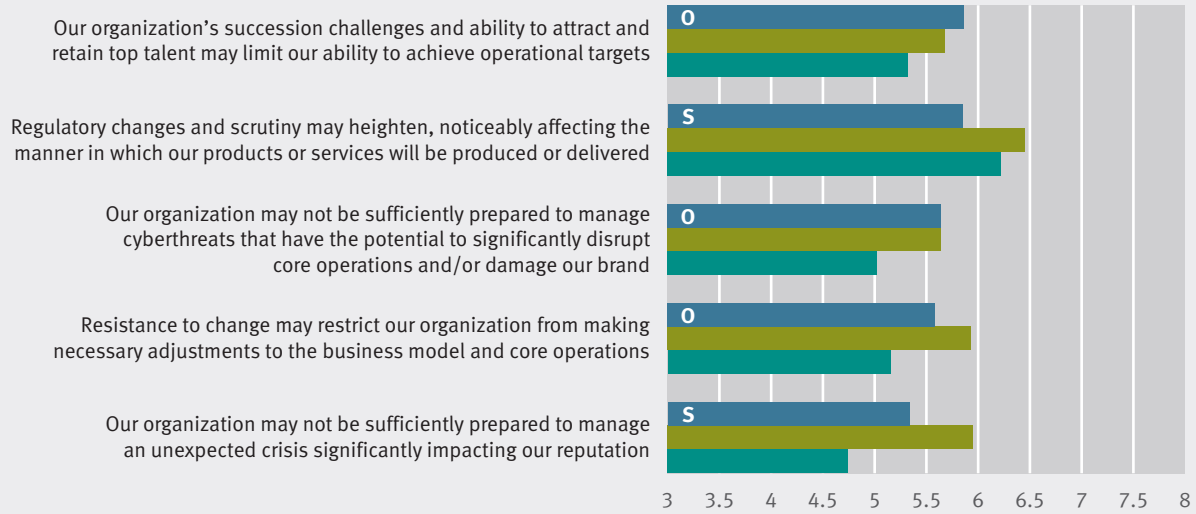 Our organization’s succession challenges and ability to attract and
retain top talent may limit our ability to achieve operational targets
O
Regulatory changes and scrutiny may heighten, noticeably affecting the
manner in which our products or services will be produced or delivered
S
Our organization may not be sufficiently prepared to manage
cyberthreats that have the potential to significantly disrupt
core operations and/or damage our brand
O
Resistance to change may restrict our organization from making
necessary adjustments to the business model and core operations
O
Our organization may not be sufficiently prepared to manage
an unexpected crisis significantly impacting our reputation
S
3 3.5 4 4.5 5 5.5 6 6.5 7 7.5 8